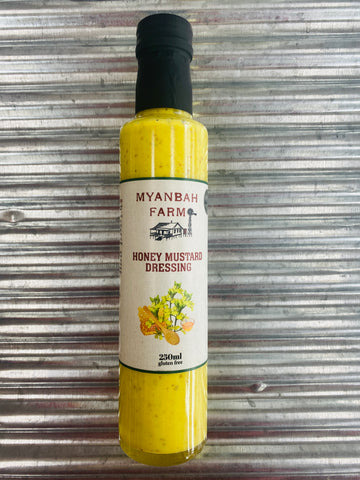 MYANBAH
FARM
HONEY MUSTARD
DRESSING
250ml
gluten free